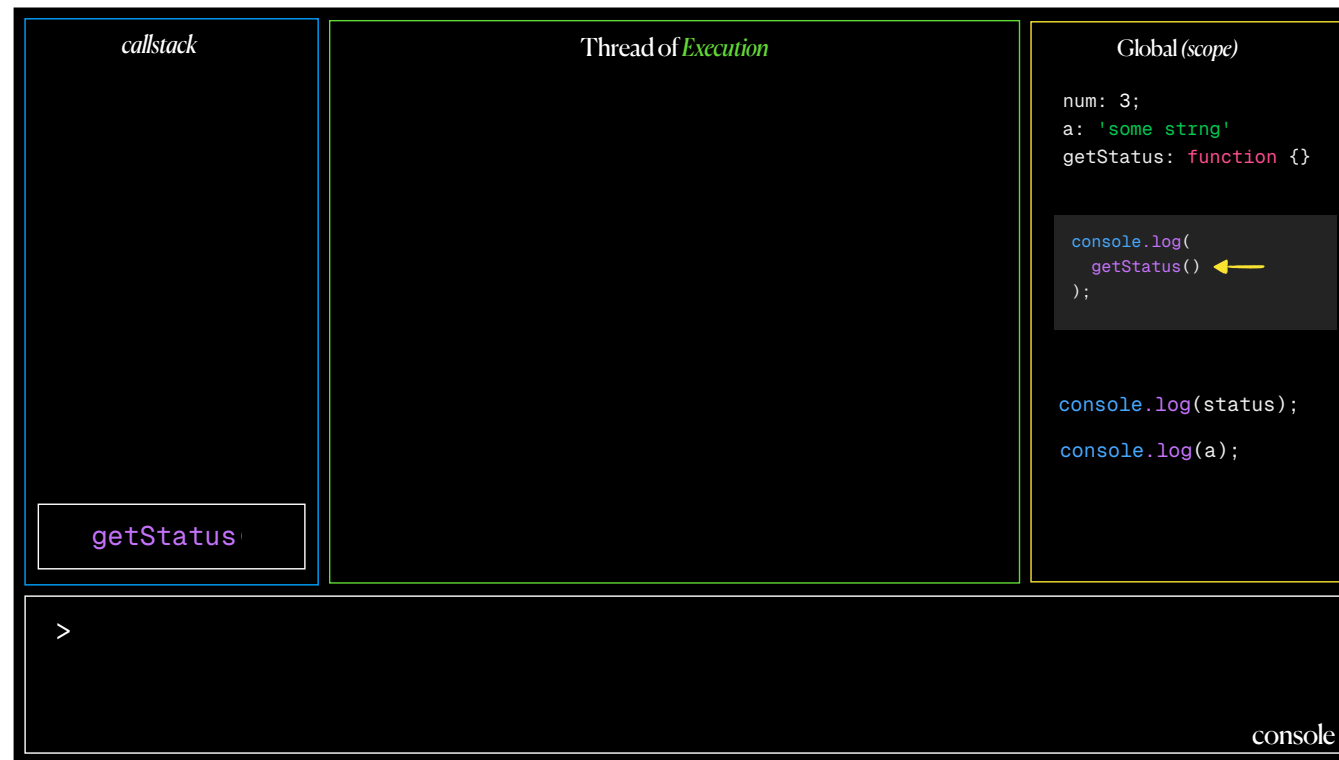 callstack
Thread of Execution
Global (scope)
num: 3;
a: 'some strng'
getStatus: function {}
console.log(
getStatus()
);
console.log(status);
console.log(a);
getStatus
>
console